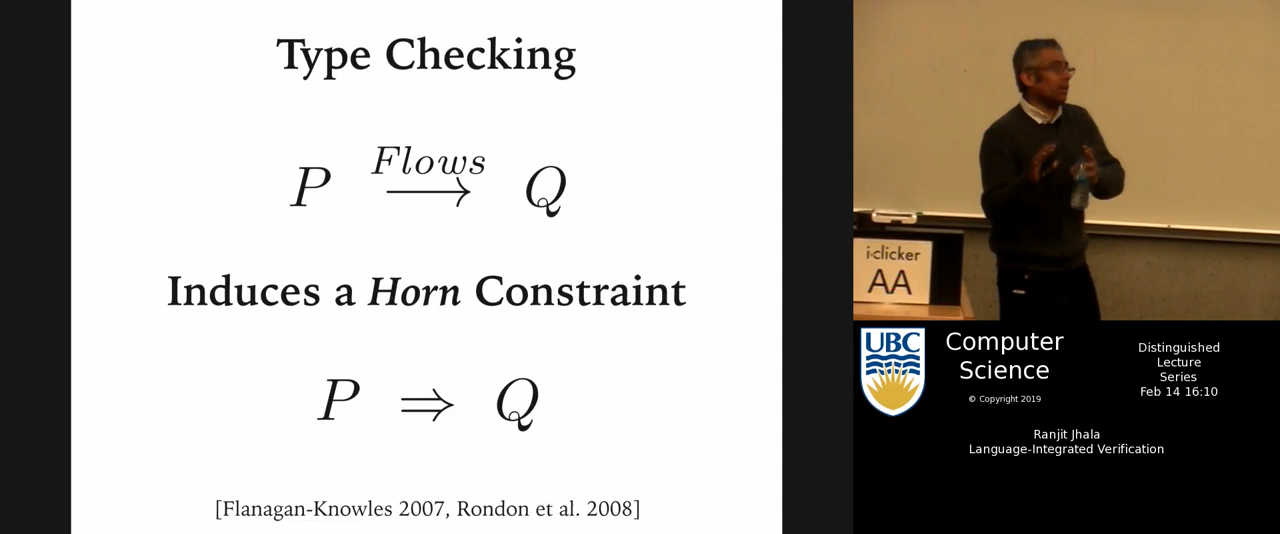 Type Checking
P Flows⟶ Q
Induces a Horn Constraint
P ⇒ Q
[Flanagan-Knowles 2007, Rondon et al. 2008]
i>clicker
AA
UBC
Computer
Science
© Copyright 2019
Distinguished
Lecture
Series
Feb 14 16:10
Ranjit Jhala
Language-Integrated Verification